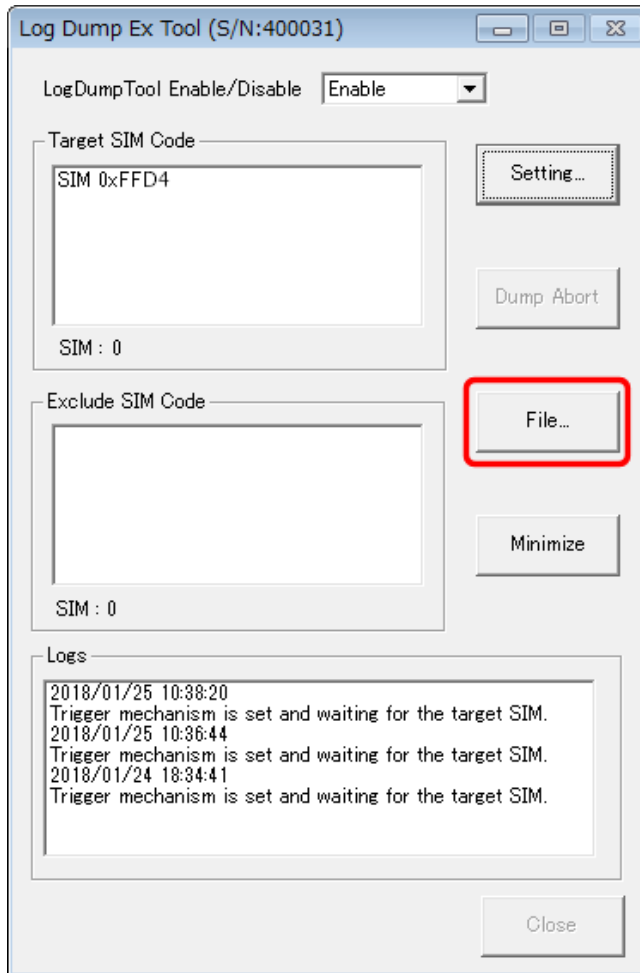 Log Dump Ex Tool (S/N:400031)
LogDumpTool Enable/Disable Enable
Target SIM Code
SIM 0xFFD4
SIM : 0
Setting...
Dump Abort
Exclude SIM Code
SIM : 0
File...
Minimize
Logs
2018/01/25 10:38:20
Trigger mechanism is set and waiting for the target SIM.
2018/01/25 10:36:44
Trigger mechanism is set and waiting for the target SIM.
2018/01/24 18:34:41
Trigger mechanism is set and waiting for the target SIM.
Close